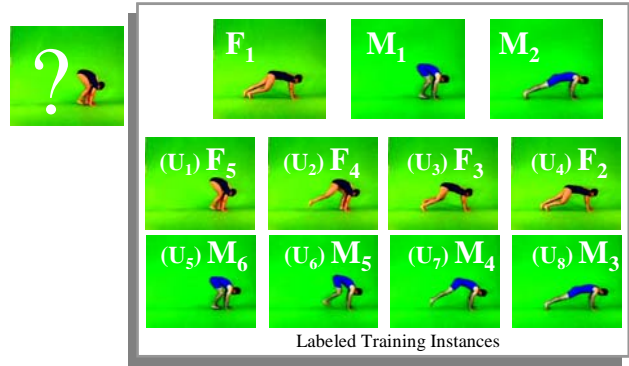 ?
F1 M1 M2
(U1) F5 (U2) F4 (U3) F3 (U4) F2
(U5) M6 (U6) M5 (U7) M4 (U8) M3
Labeled Training Instances